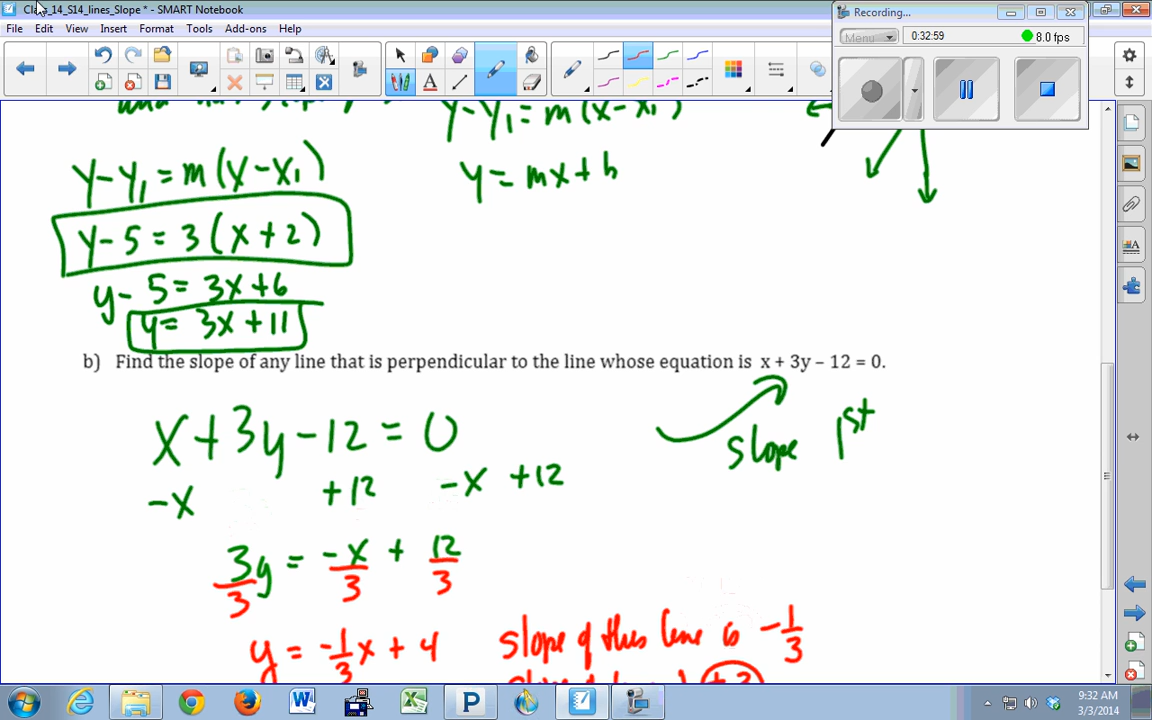 Class_14_S14_lines_Slope * - SMART Notebook
File Edit View Insert Format Tools Add-ons Help
Recording...
Menu 0:32:59 8.0 fps
y-y₁ = m(x-x₁)
y = mx+b
y-y₁ = m(x-x₁)
y-5 = 3(x+2)
y-5 = 3x+6
y = 3x+11
b) Find the slope of any line that is perpendicular to the line whose equation is x + 3y – 12 = 0.
x+3y-12 = 0
slope 1st
-x +12 -x +12
3y/3 = -x/3 + 12/3
y = -1/3x + 4 slope of this line is -1/3
9:32 AM
3/3/2014